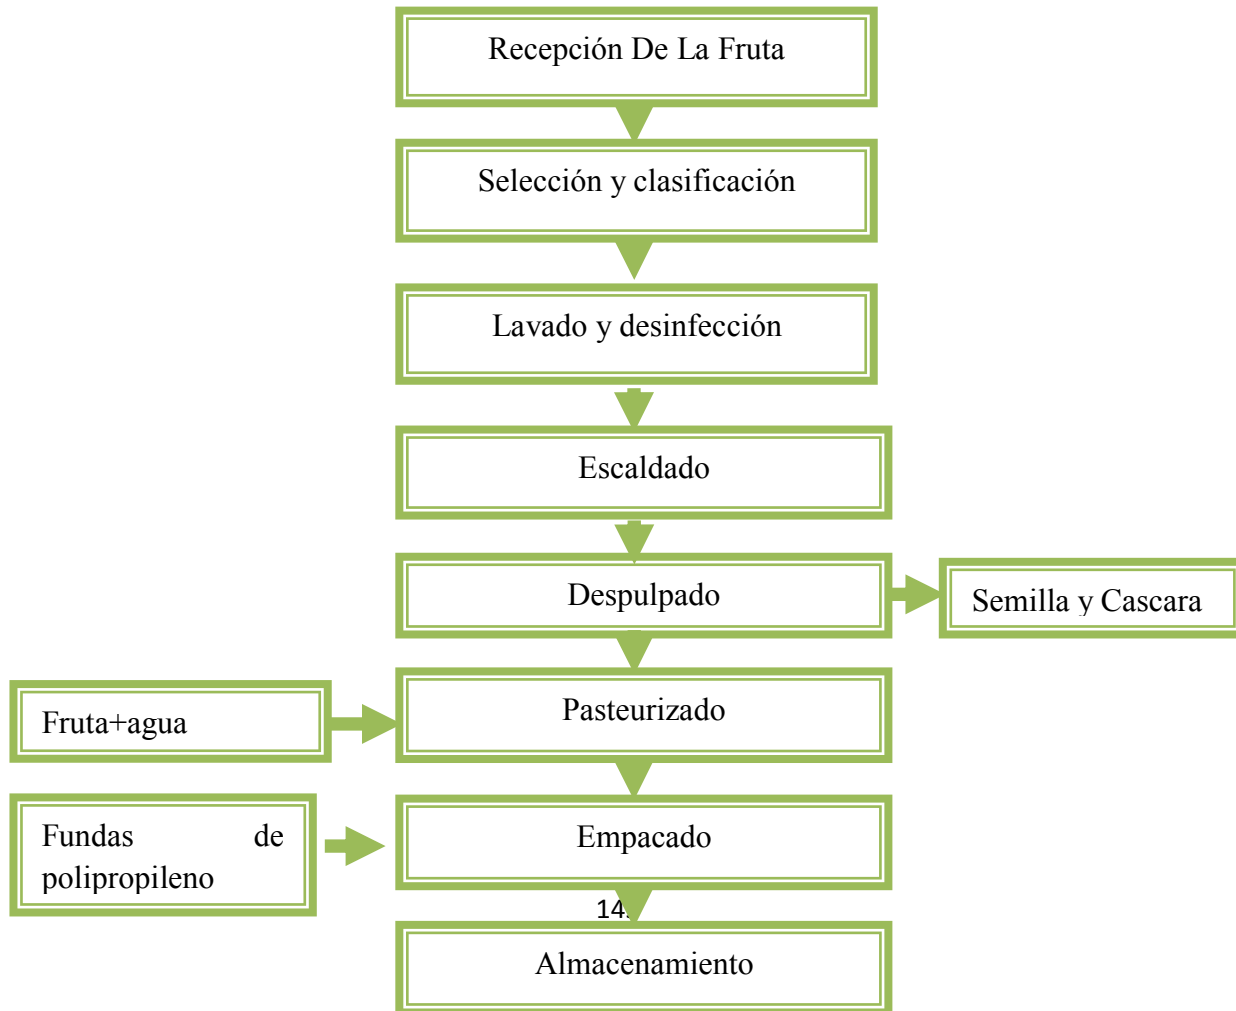 Recepción De La Fruta
Selección y clasificación
Lavado y desinfección
Escaldado
Despulpado
Semilla y Cascara
Pasteurizado
Fruta+agua
Empacado
Fundas de
polipropileno
Almacenamiento